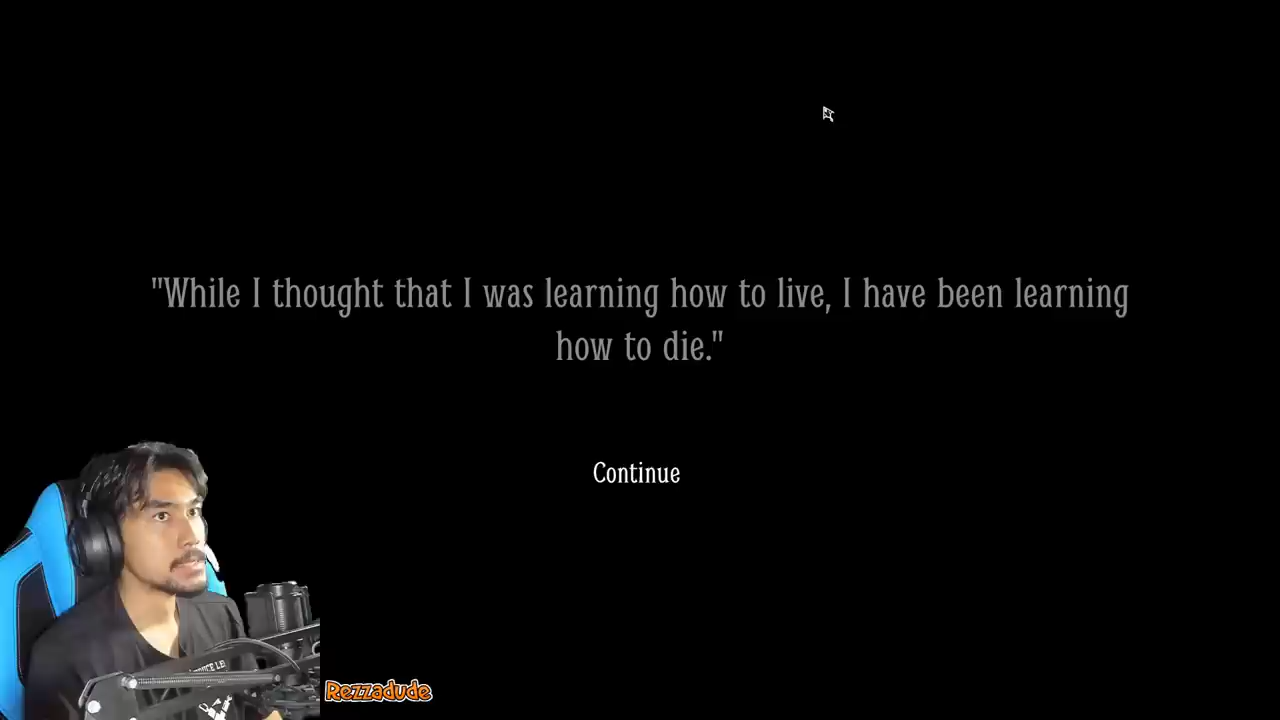 "While I thought that I was learning how to live, I have been learning
how to die."
Continue
Rezzadude